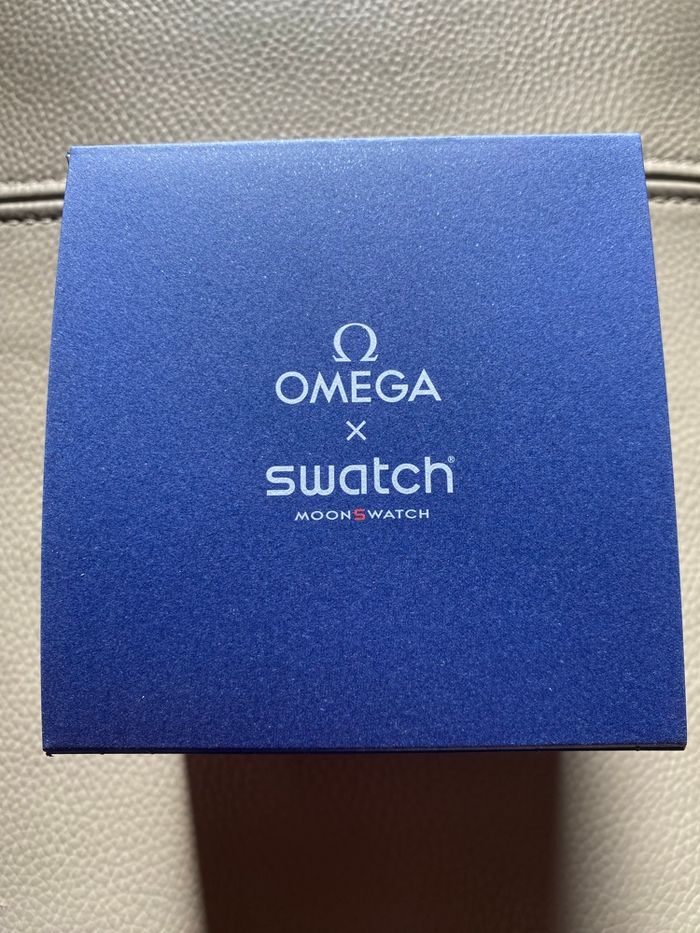 Ω
OMEGA
×
swatch®
MOONSWATCH